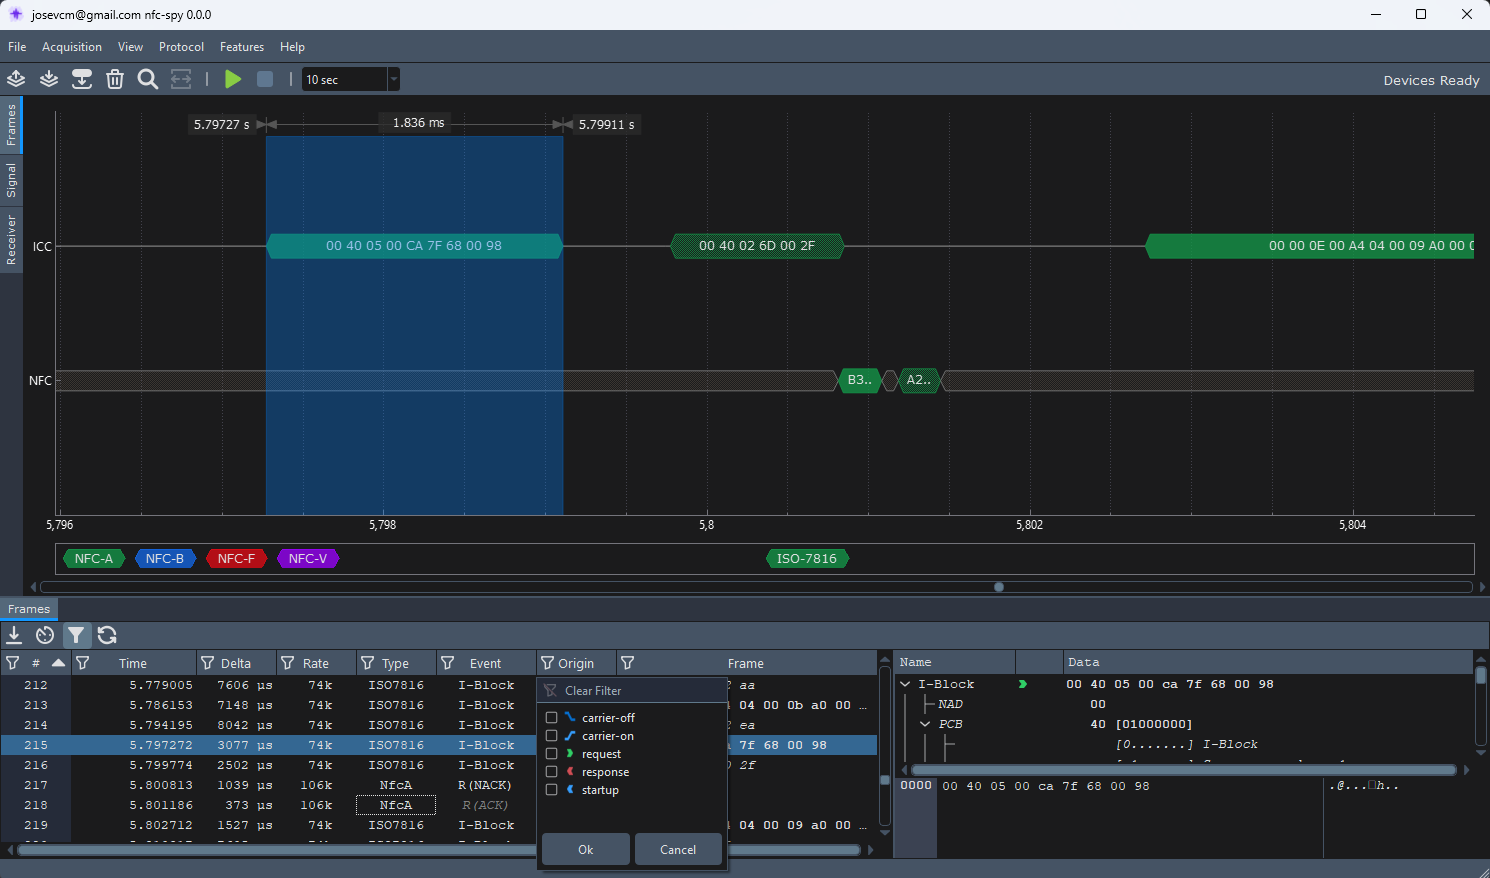 josevcm@gmail.com nfc-spy 0.0.0
File Acquisition View Protocol Features Help
10 sec
Devices Ready
Frames
Signal
Receiver
5.79727 s 1.836 ms 5.79911 s
ICC
00 40 05 00 CA 7F 68 00 98
00 40 02 6D 00 2F
00 00 0E 00 A4 04 00 09 A0 00 0
NFC
B3..
A2..
5,796 5,798 5,8 5,802 5,804
NFC-A NFC-B NFC-F NFC-V ISO-7816
Frames
# Time Delta Rate Type Event Origin Frame
212 5.779005 7606 µs 74k ISO7816 I-Block aa
213 5.786153 7148 µs 74k ISO7816 I-Block 04 00 0b a0 00 ...
214 5.794195 8042 µs 74k ISO7816 I-Block ea
215 5.797272 3077 µs 74k ISO7816 I-Block 7f 68 00 98
216 5.799774 2502 µs 74k ISO7816 I-Block 2f
217 5.800813 1039 µs 106k NfcA R(NACK)
218 5.801186 373 µs 106k NfcA R(ACK)
219 5.802712 1527 µs 74k ISO7816 I-Block 04 00 09 a0 00 ...
Clear Filter
carrier-off
carrier-on
request
response
startup
Ok Cancel
Name Data
I-Block 00 40 05 00 ca 7f 68 00 98
NAD 00
PCB 40 [01000000]
[0.......] I-Block
0000 00 40 05 00 ca 7f 68 00 98 .@...□h..